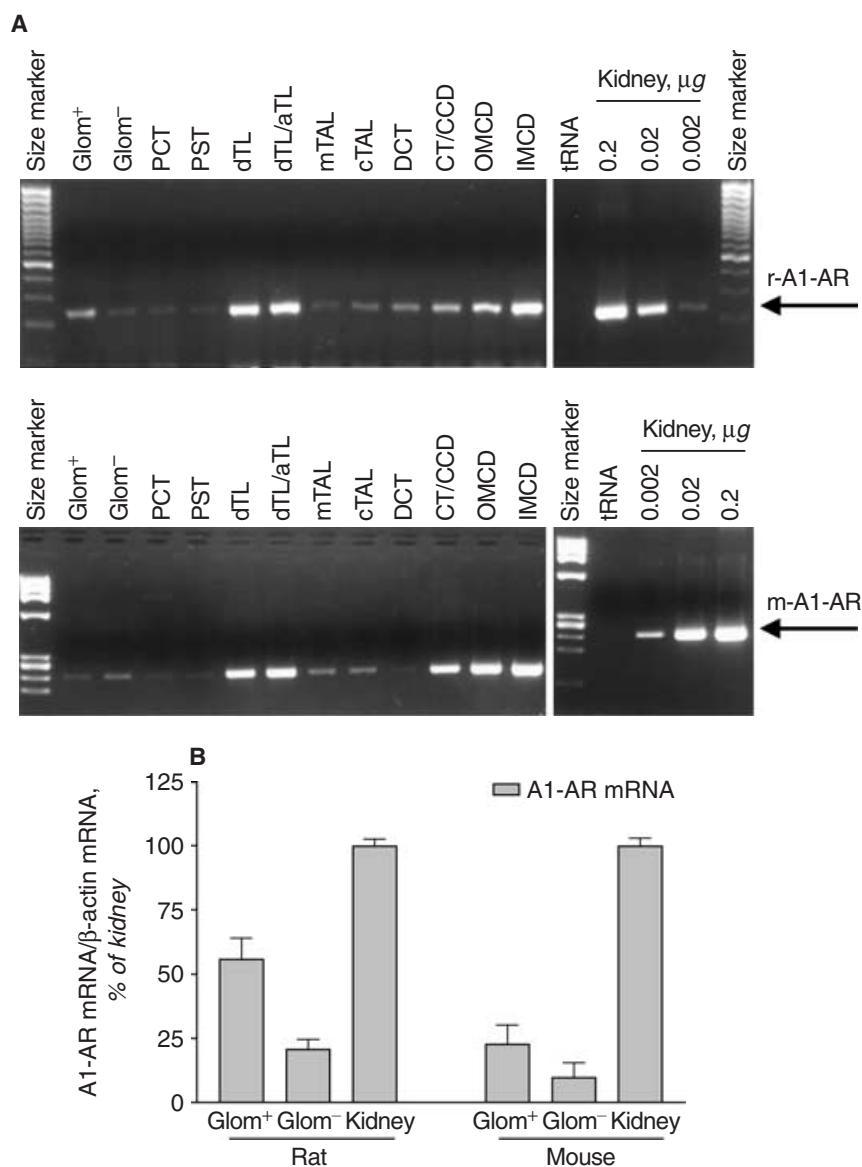 A
Kidney, μg
Size marker
Glom+
Glom−
PCT
PST
dTL
dTL/aTL
mTAL
cTAL
DCT
CT/CCD
OMCD
IMCD
tRNA
0.2
0.02
0.002
Size marker
r-A1-AR
Kidney, μg
Size marker
Glom+
Glom−
PCT
PST
dTL
dTL/aTL
mTAL
cTAL
DCT
CT/CCD
OMCD
IMCD
Size marker
tRNA
0.002
0.02
0.2
m-A1-AR
B
A1-AR mRNA/β-actin mRNA,
% of kidney
125
100
75
50
25
0
A1-AR mRNA
Glom+ Glom− Kidney
Glom+ Glom− Kidney
Rat
Mouse